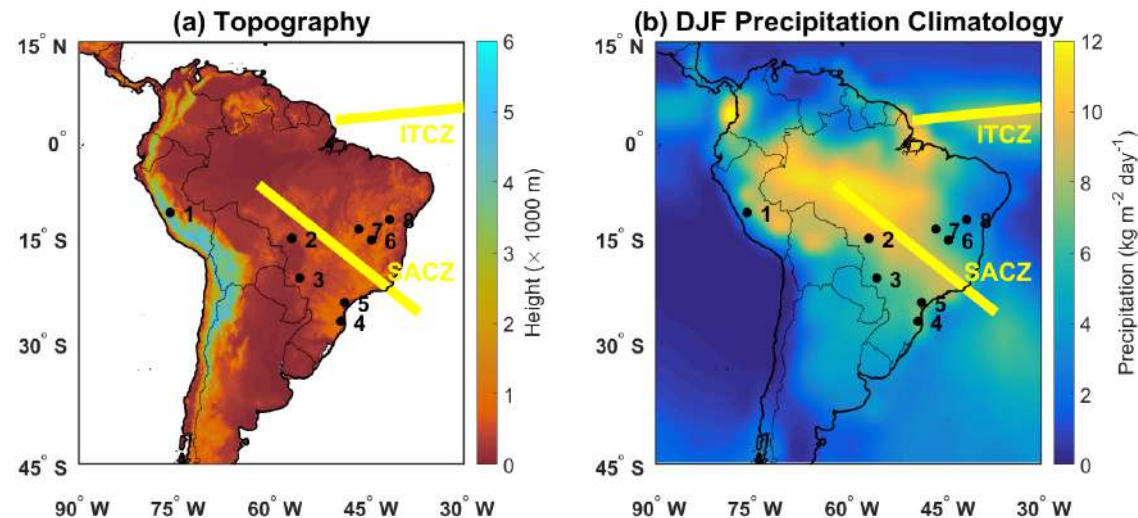 (a) Topography
15° N
0°
15° S
30° S
45° S
90° W
75° W
60° W
45° W
30° W
ITCZ
SACZ
1
2
3
4
5
6
7
8
6
5
4
3
2
1
0
Height (× 1000 m)
(b) DJF Precipitation Climatology
15° N
0°
15° S
30° S
45° S
90° W
75° W
60° W
45° W
30° W
ITCZ
SACZ
1
2
3
4
5
6
7
8
12
10
8
6
4
2
0
Precipitation (kg m⁻² day⁻¹)